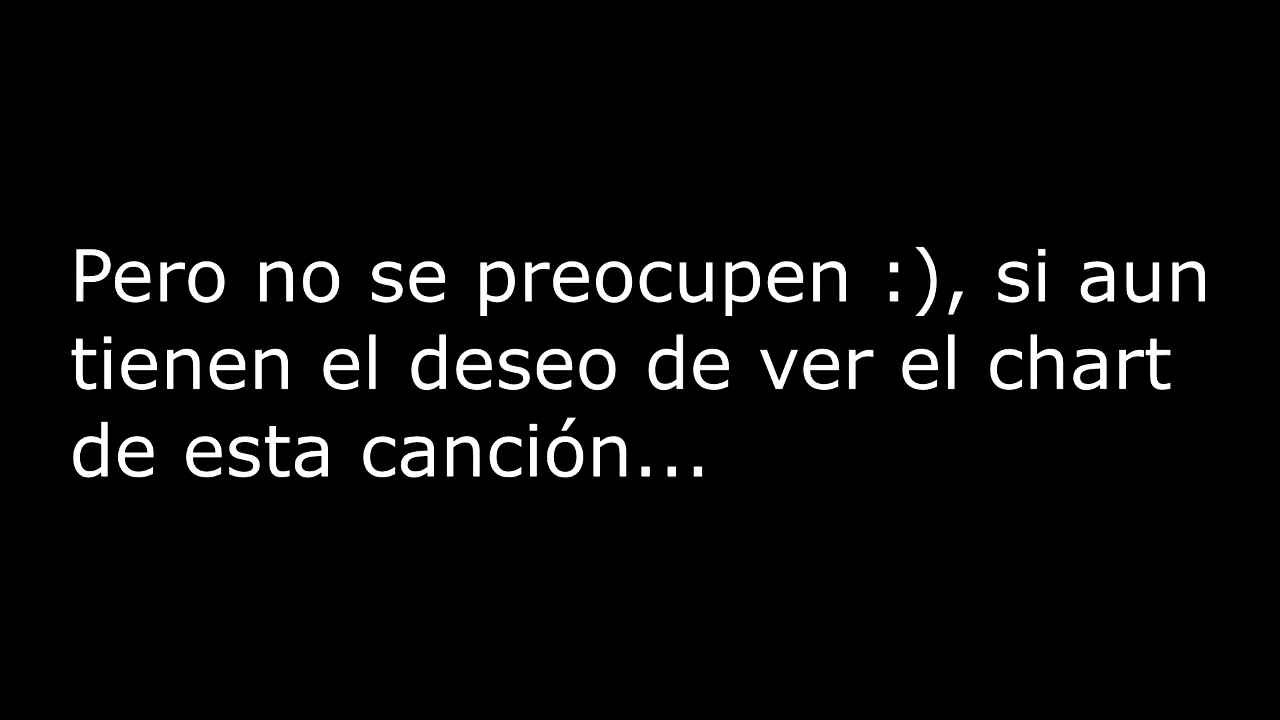 Pero no se preocupen :), si aun
tienen el deseo de ver el chart
de esta canción...